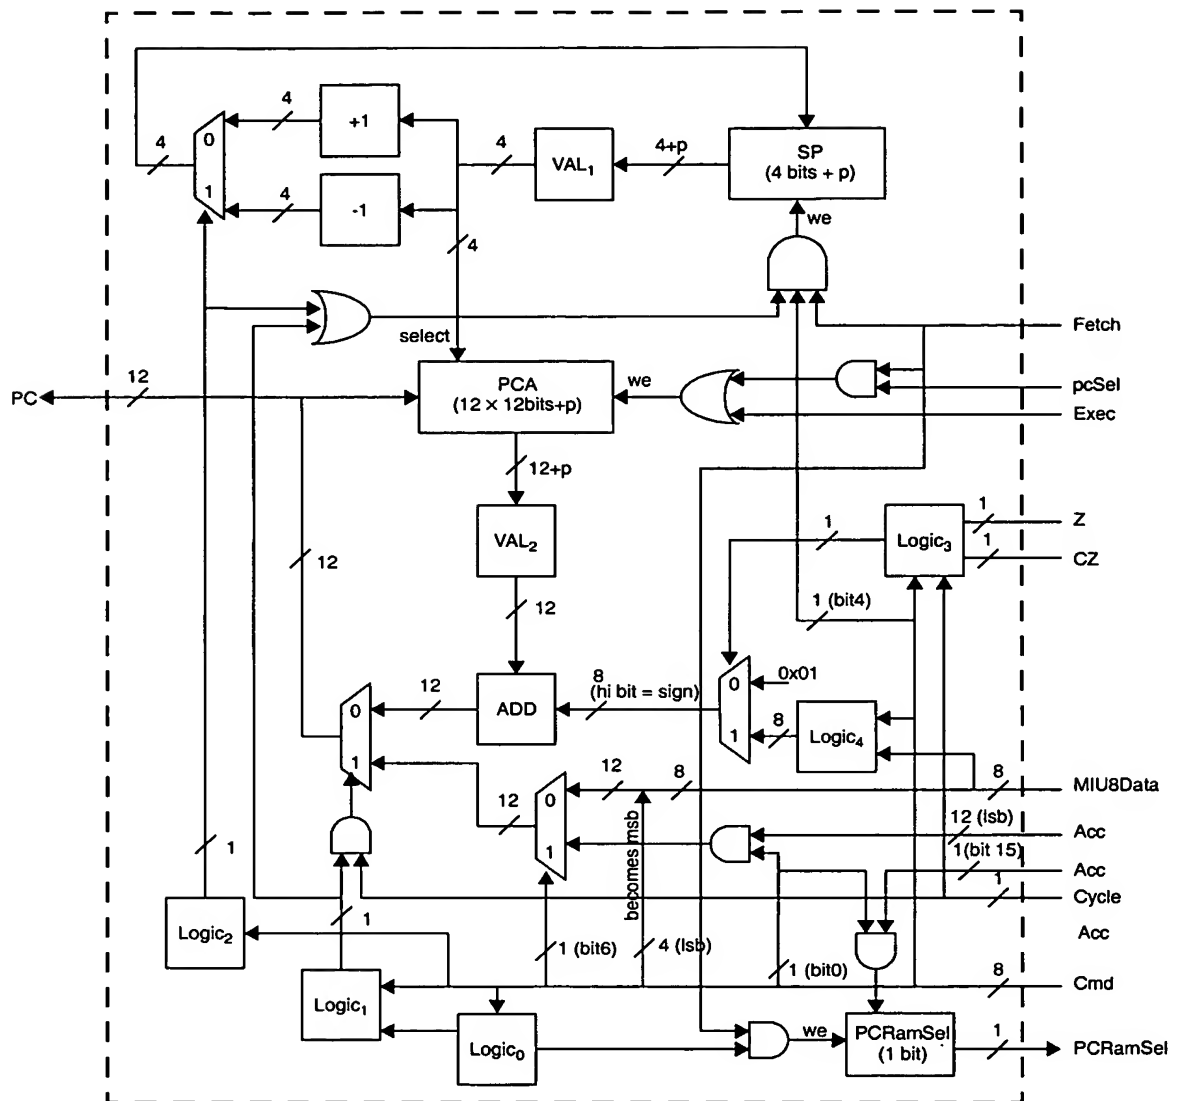 4
+1
4
0
1
4
4
-1
4
VAL1
4+p
SP
(4 bits + p)
we
4
select
Fetch
12
PC
PCA
(12 × 12bits+p)
we
pcSel
Exec
12+p
VAL2
12
12
1
Logic3
1
Z
1
CZ
1 (bit4)
0x01
0
1
8
(hi bit = sign)
ADD
12
0
1
8
Logic4
12
0
1
12
8
8
MIU8Data
becomes msb
12 (lsb)
Acc
1(bit 15)
Acc
1
Cycle
Acc
1
Logic2
1
1 (bit6)
4 (lsb)
1 (bit0)
8
Cmd
Logic1
Logic0
we
PCRamSel
(1 bit)
1
PCRamSel